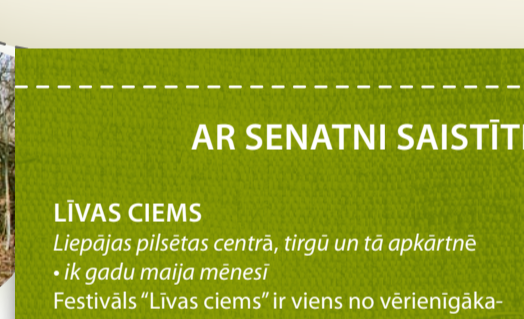 AR SENATNI SAISTĪT
LĪVAS CIEMS
Liepājas pilsētas centrā, tirgū un tā apkārtnē
• ik gadu maija mēnesī
Festivāls “Līvas ciems” ir viens no vērienīgāka-